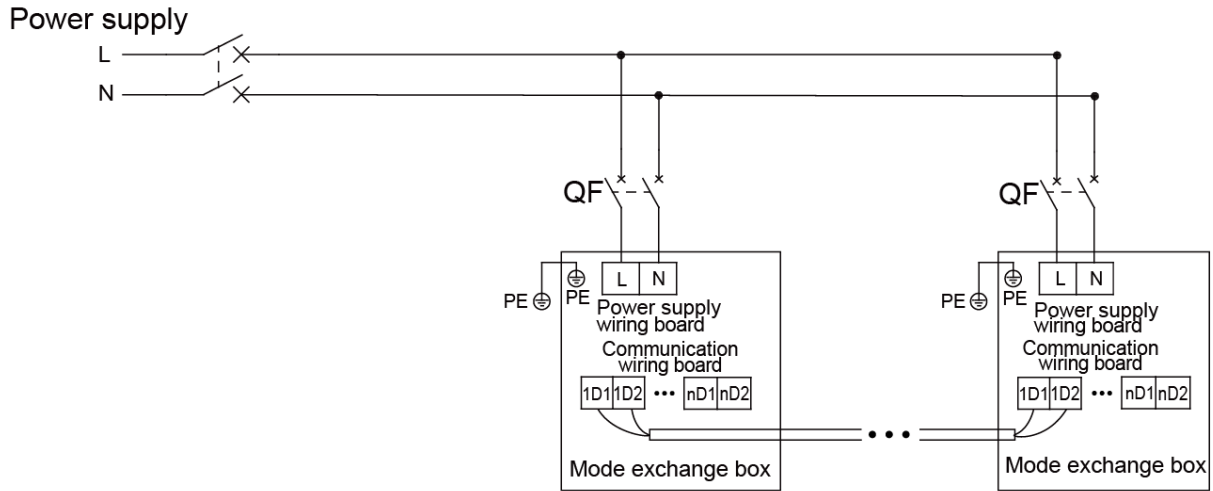 Power supply
L
N
QF
QF
L N
L N
PE
PE
PE
PE
Power supply
wiring board
Power supply
wiring board
Communication
wiring board
Communication
wiring board
1D1 1D2 ••• nD1 nD2
1D1 1D2 ••• nD1 nD2
Mode exchange box
Mode exchange box